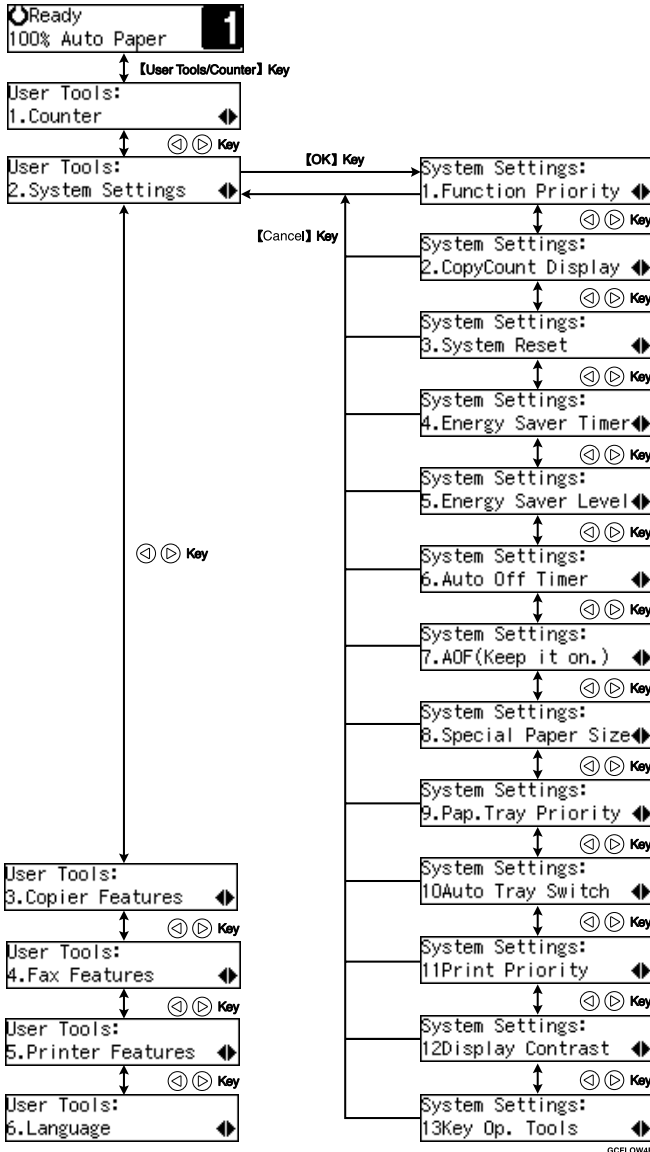 Ready
100% Auto Paper 1
【User Tools/Counter】 Key
User Tools:
1.Counter
Key
User Tools:
2.System Settings
【OK】 Key
【Cancel】 Key
System Settings:
1.Function Priority
Key
System Settings:
2.CopyCount Display
Key
System Settings:
3.System Reset
Key
System Settings:
4.Energy Saver Timer
Key
System Settings:
5.Energy Saver Level
Key
System Settings:
6.Auto Off Timer
Key
Key
System Settings:
7.AOF(Keep it on.)
Key
System Settings:
8.Special Paper Size
Key
System Settings:
9.Pap.Tray Priority
Key
System Settings:
10Auto Tray Switch
Key
System Settings:
11Print Priority
Key
System Settings:
12Display Contrast
Key
System Settings:
13Key Op. Tools
User Tools:
3.Copier Features
Key
User Tools:
4.Fax Features
Key
User Tools:
5.Printer Features
Key
User Tools:
6.Language